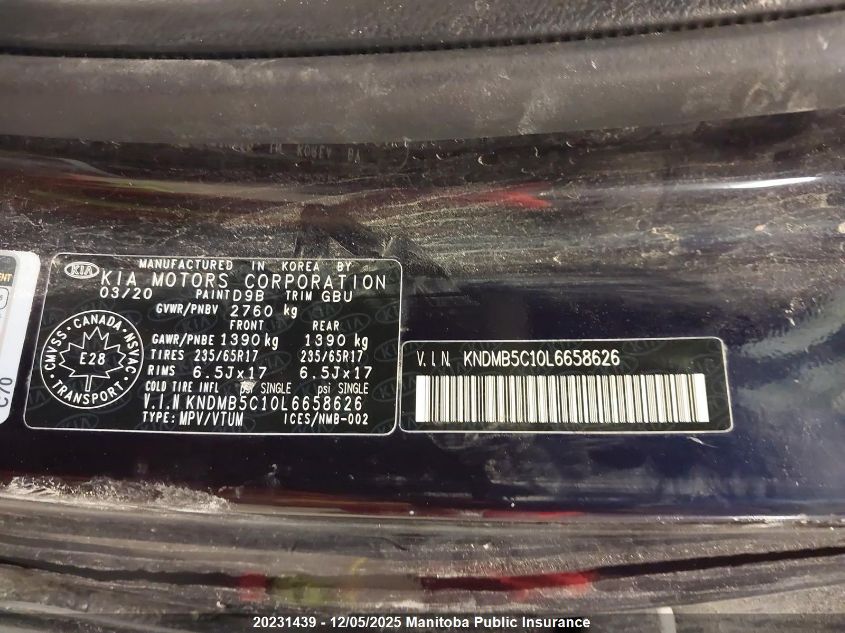 KIA
MANUFACTURED IN KOREA BY
KIA MOTORS CORPORATION
03/20 PAINT D9B TRIM GBU
GVWR/PNBV 2760 kg
FRONT REAR
GAWR/PNBE 1390 kg 1390 kg
TIRES 235/65R17 235/65R17
RIMS 6.5Jx17 6.5Jx17
COLD TIRE INFL psi SINGLE psi SINGLE
V.I.N KNDMB5C10L6658626
TYPE: MPV/VTUM ICES/NMB-002
CANADA
CMVSS NSVAC
E28
TRANSPORT
V.I.N KNDMB5C10L6658626
C70
20231439 - 12/05/2025 Manitoba Public Insurance